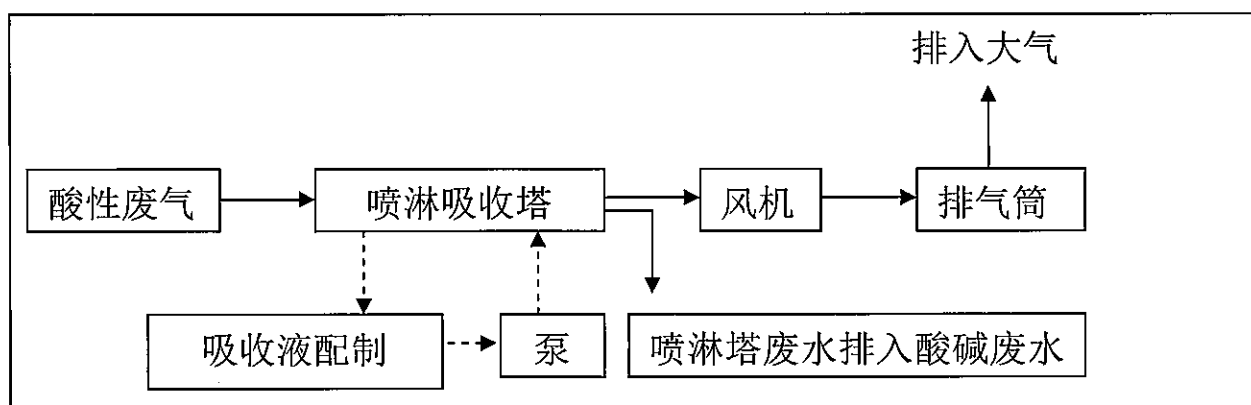 排入大气
酸性废气
喷淋吸收塔
风机
排气筒
吸收液配制
泵
喷淋塔废水排入酸碱废水